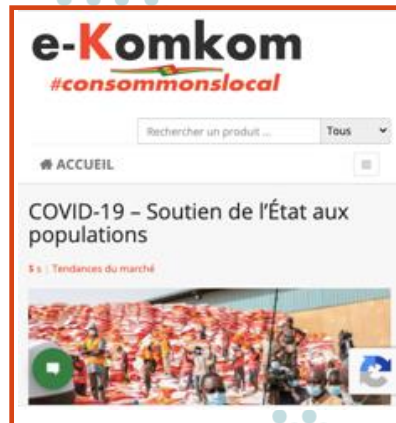 e-Komkom
#consommonslocal
Rechercher un produit ... Tous
ACCUEIL
COVID-19 – Soutien de l'État aux
populations
$ s | Tendances du marché